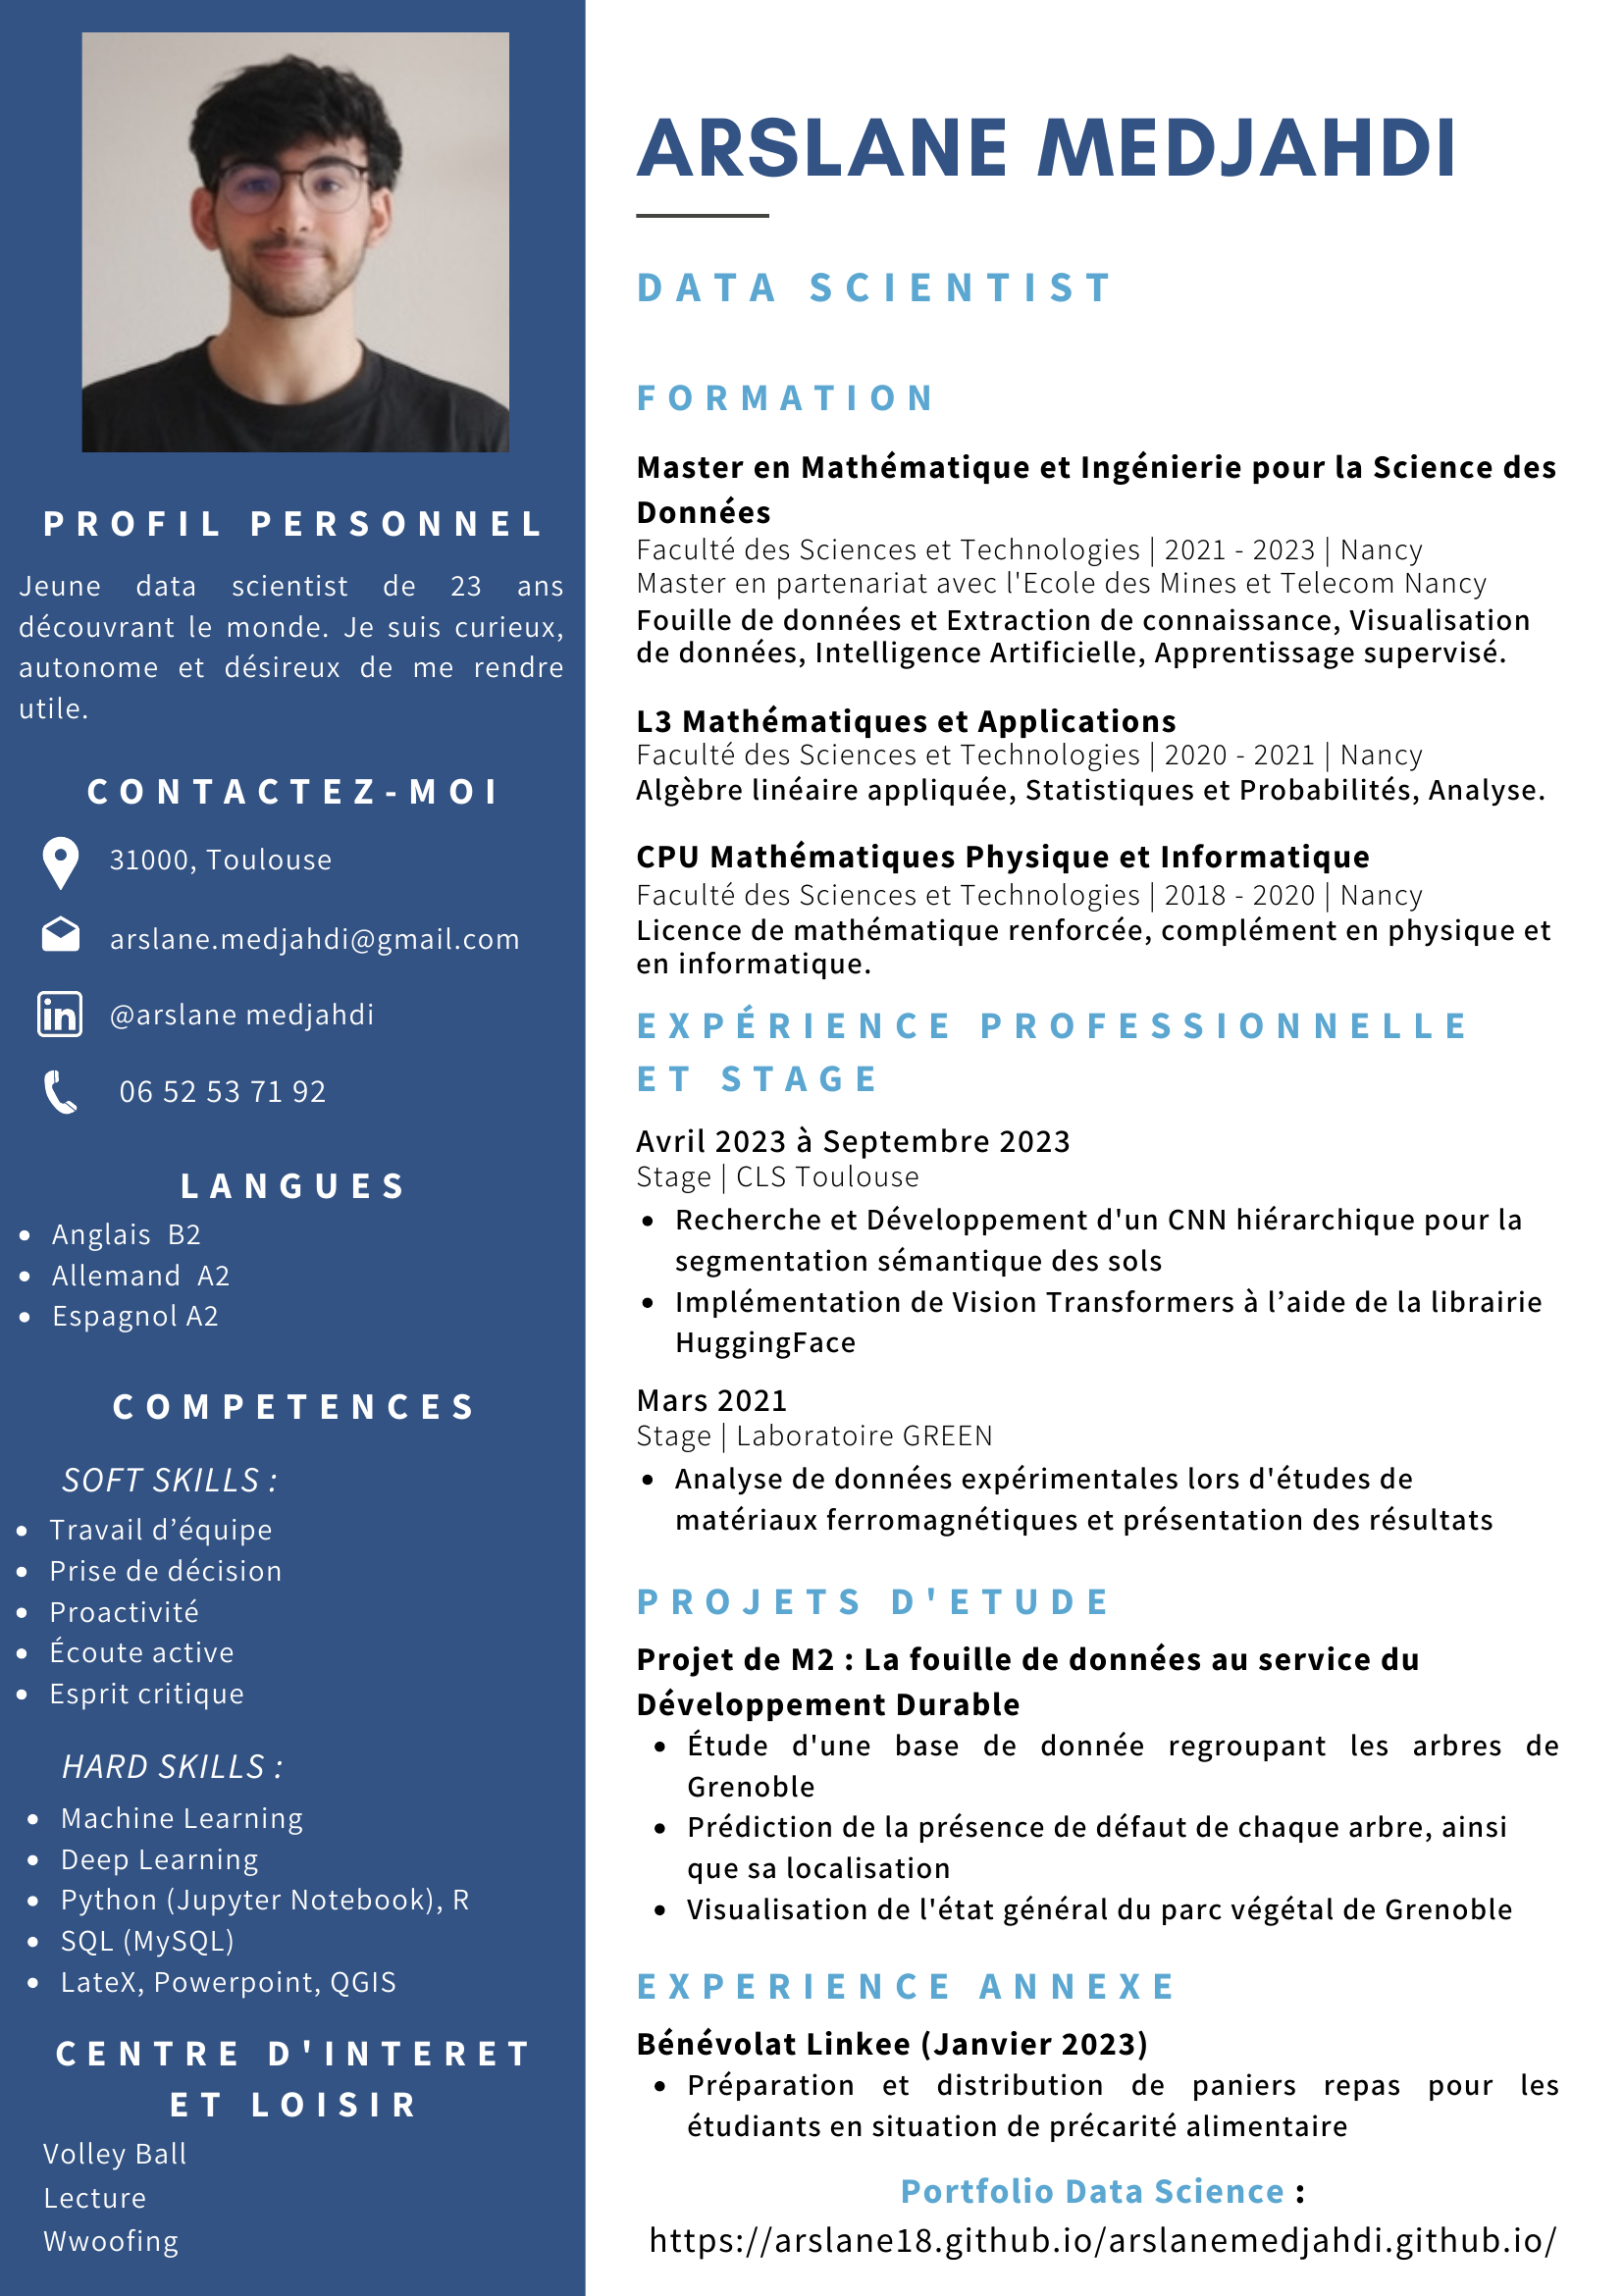 PROFIL PERSONNEL
Jeune data scientist de 23 ans
découvrant le monde. Je suis curieux,
autonome et désireux de me rendre
utile.
CONTACTEZ-MOI
31000, Toulouse
arslane.medjahdi@gmail.com
in @arslane medjahdi
06 52 53 71 92
LANGUES
• Anglais B2
• Allemand A2
• Espagnol A2
COMPETENCES
SOFT SKILLS :
• Travail d’équipe
• Prise de décision
• Proactivité
• Écoute active
• Esprit critique
HARD SKILLS :
• Machine Learning
• Deep Learning
• Python (Jupyter Notebook), R
• SQL (MySQL)
• LateX, Powerpoint, QGIS
CENTRE D'INTERET
ET LOISIR
Volley Ball
Lecture
Wwoofing
ARSLANE MEDJAHDI
DATA SCIENTIST
FORMATION
Master en Mathématique et Ingénierie pour la Science des
Données
Faculté des Sciences et Technologies | 2021 - 2023 | Nancy
Master en partenariat avec l'Ecole des Mines et Telecom Nancy
Fouille de données et Extraction de connaissance, Visualisation
de données, Intelligence Artificielle, Apprentissage supervisé.
L3 Mathématiques et Applications
Faculté des Sciences et Technologies | 2020 - 2021 | Nancy
Algèbre linéaire appliquée, Statistiques et Probabilités, Analyse.
CPU Mathématiques Physique et Informatique
Faculté des Sciences et Technologies | 2018 - 2020 | Nancy
Licence de mathématique renforcée, complément en physique et
en informatique.
EXPÉRIENCE PROFESSIONNELLE
ET STAGE
Avril 2023 à Septembre 2023
Stage | CLS Toulouse
• Recherche et Développement d'un CNN hiérarchique pour la
segmentation sémantique des sols
• Implémentation de Vision Transformers à l’aide de la librairie
HuggingFace
Mars 2021
Stage | Laboratoire GREEN
• Analyse de données expérimentales lors d'études de
matériaux ferromagnétiques et présentation des résultats
PROJETS D'ETUDE
Projet de M2 : La fouille de données au service du
Développement Durable
• Étude d'une base de donnée regroupant les arbres de
Grenoble
• Prédiction de la présence de défaut de chaque arbre, ainsi
que sa localisation
• Visualisation de l'état général du parc végétal de Grenoble
EXPERIENCE ANNEXE
Bénévolat Linkee (Janvier 2023)
• Préparation et distribution de paniers repas pour les
étudiants en situation de précarité alimentaire
Portfolio Data Science :
https://arslane18.github.io/arslanemedjahdi.github.io/